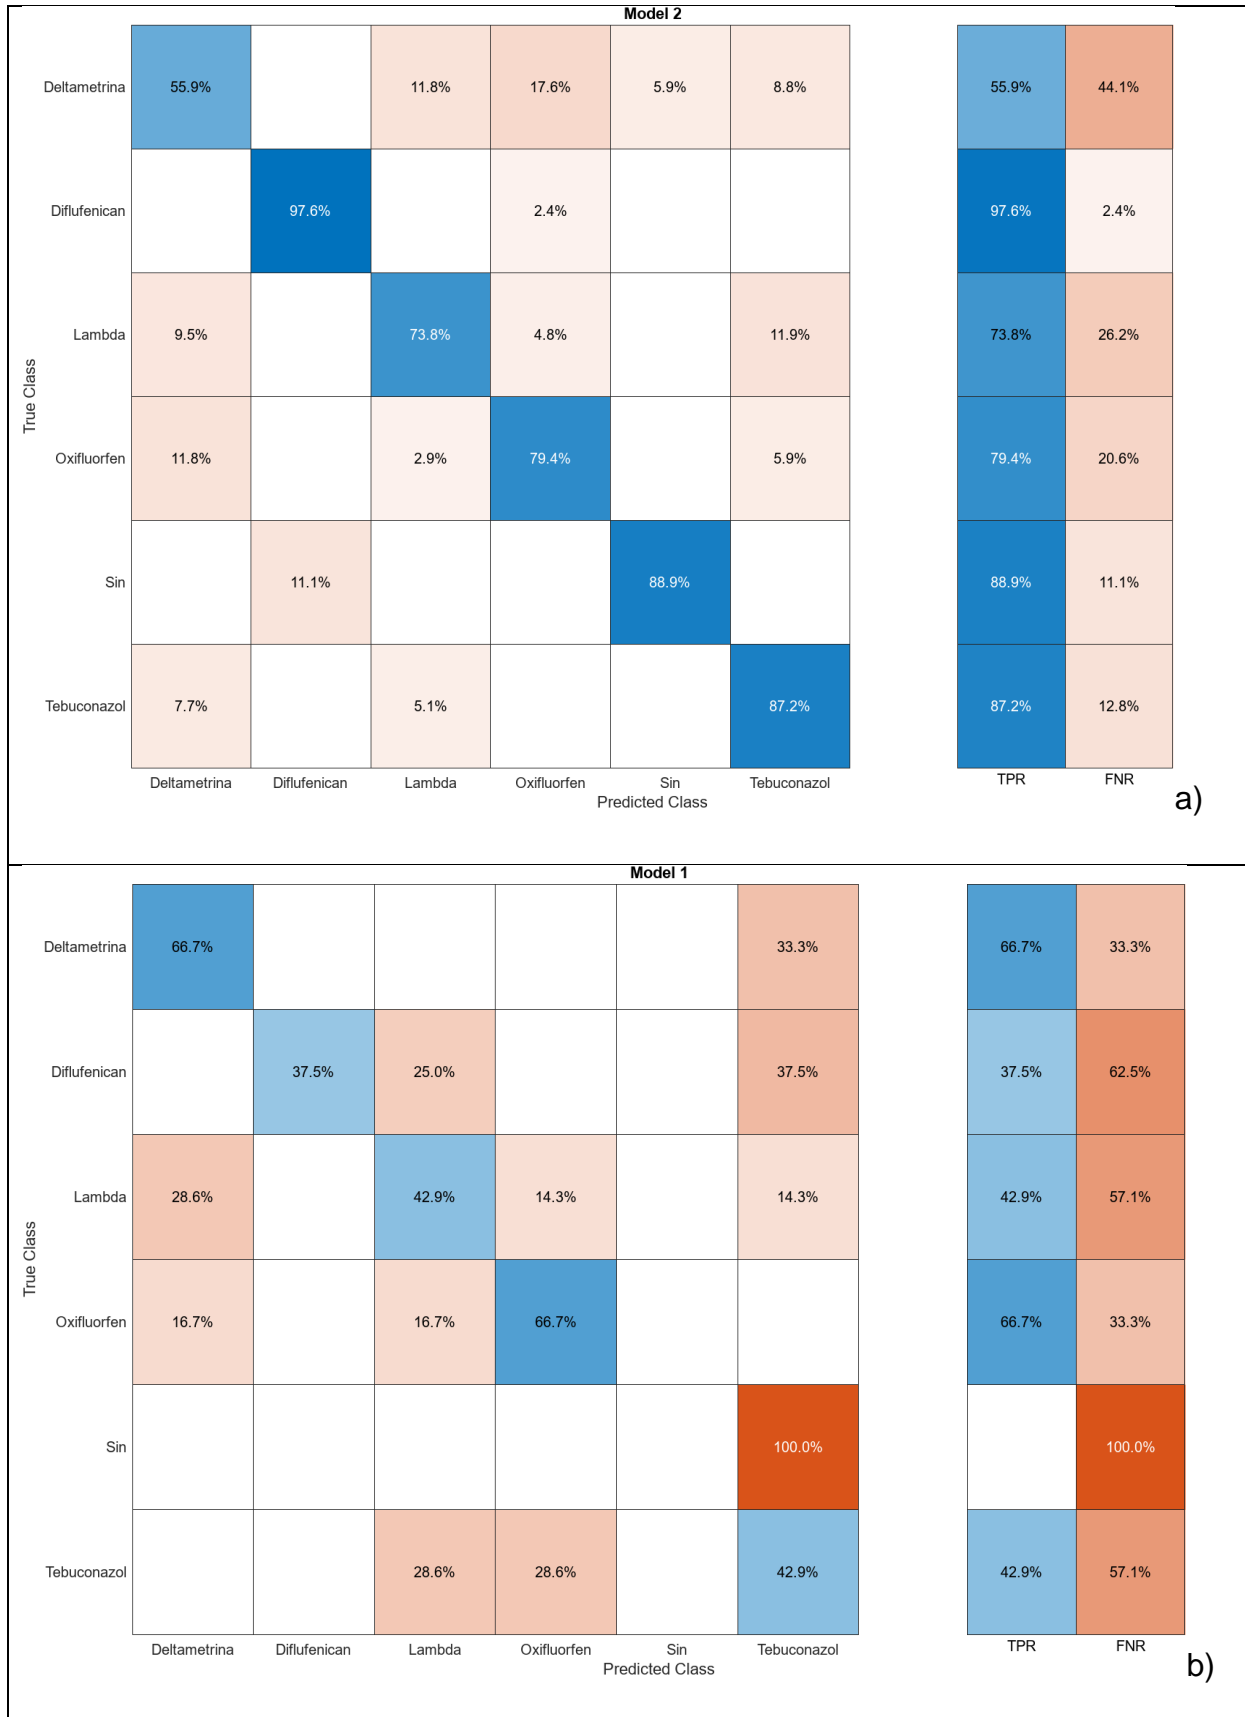 Model 2
Deltametrina 55.9% 11.8% 17.6% 5.9% 8.8% 55.9% 44.1%
Diflufenican 97.6% 2.4% 97.6% 2.4%
Lambda 9.5% 73.8% 4.8% 11.9% 73.8% 26.2%
True Class
Oxifluorfen 11.8% 2.9% 79.4% 5.9% 79.4% 20.6%
Sin 11.1% 88.9% 88.9% 11.1%
Tebuconazol 7.7% 5.1% 87.2% 87.2% 12.8%
Deltametrina Diflufenican Lambda Oxifluorfen Sin Tebuconazol TPR FNR
Predicted Class
a)
Model 1
Deltametrina 66.7% 33.3% 66.7% 33.3%
Diflufenican 37.5% 25.0% 37.5% 37.5% 62.5%
Lambda 28.6% 42.9% 14.3% 14.3% 42.9% 57.1%
True Class
Oxifluorfen 16.7% 16.7% 66.7% 66.7% 33.3%
Sin 100.0% 100.0%
Tebuconazol 28.6% 28.6% 42.9% 42.9% 57.1%
Deltametrina Diflufenican Lambda Oxifluorfen Sin Tebuconazol TPR FNR
Predicted Class
b)